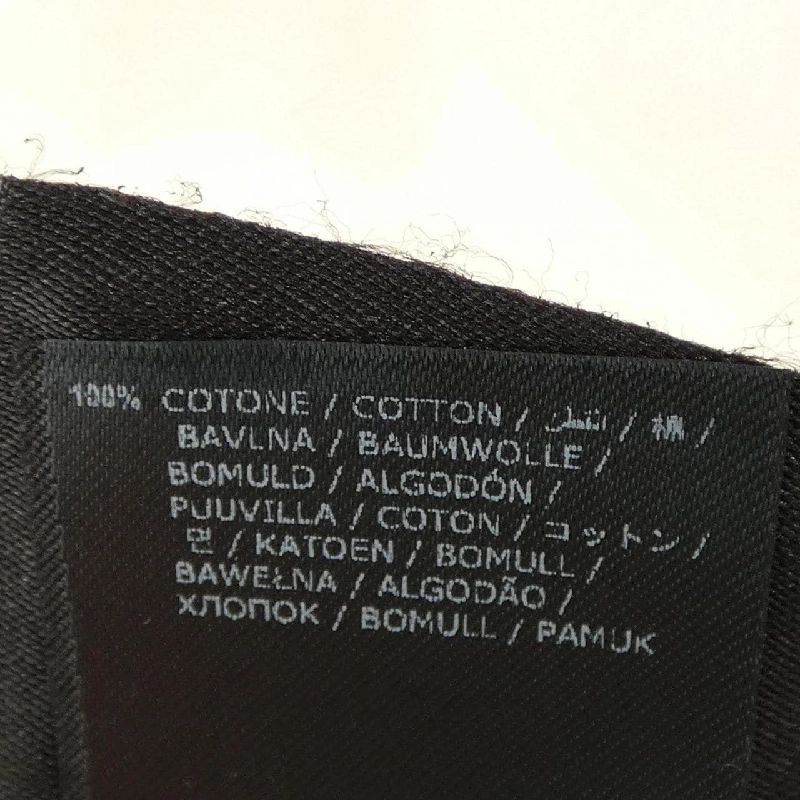 100% COTONE / COTTON / القطن / 棉 /
BAVLNA / BAUMWOLLE /
BOMULD / ALGODÓN /
PUUVILLA / COTON / コットン /
면 / KATOEN / BOMULL /
BAWEŁNA / ALGODÃO /
ХЛОПОК / BOMULL / PAMUK